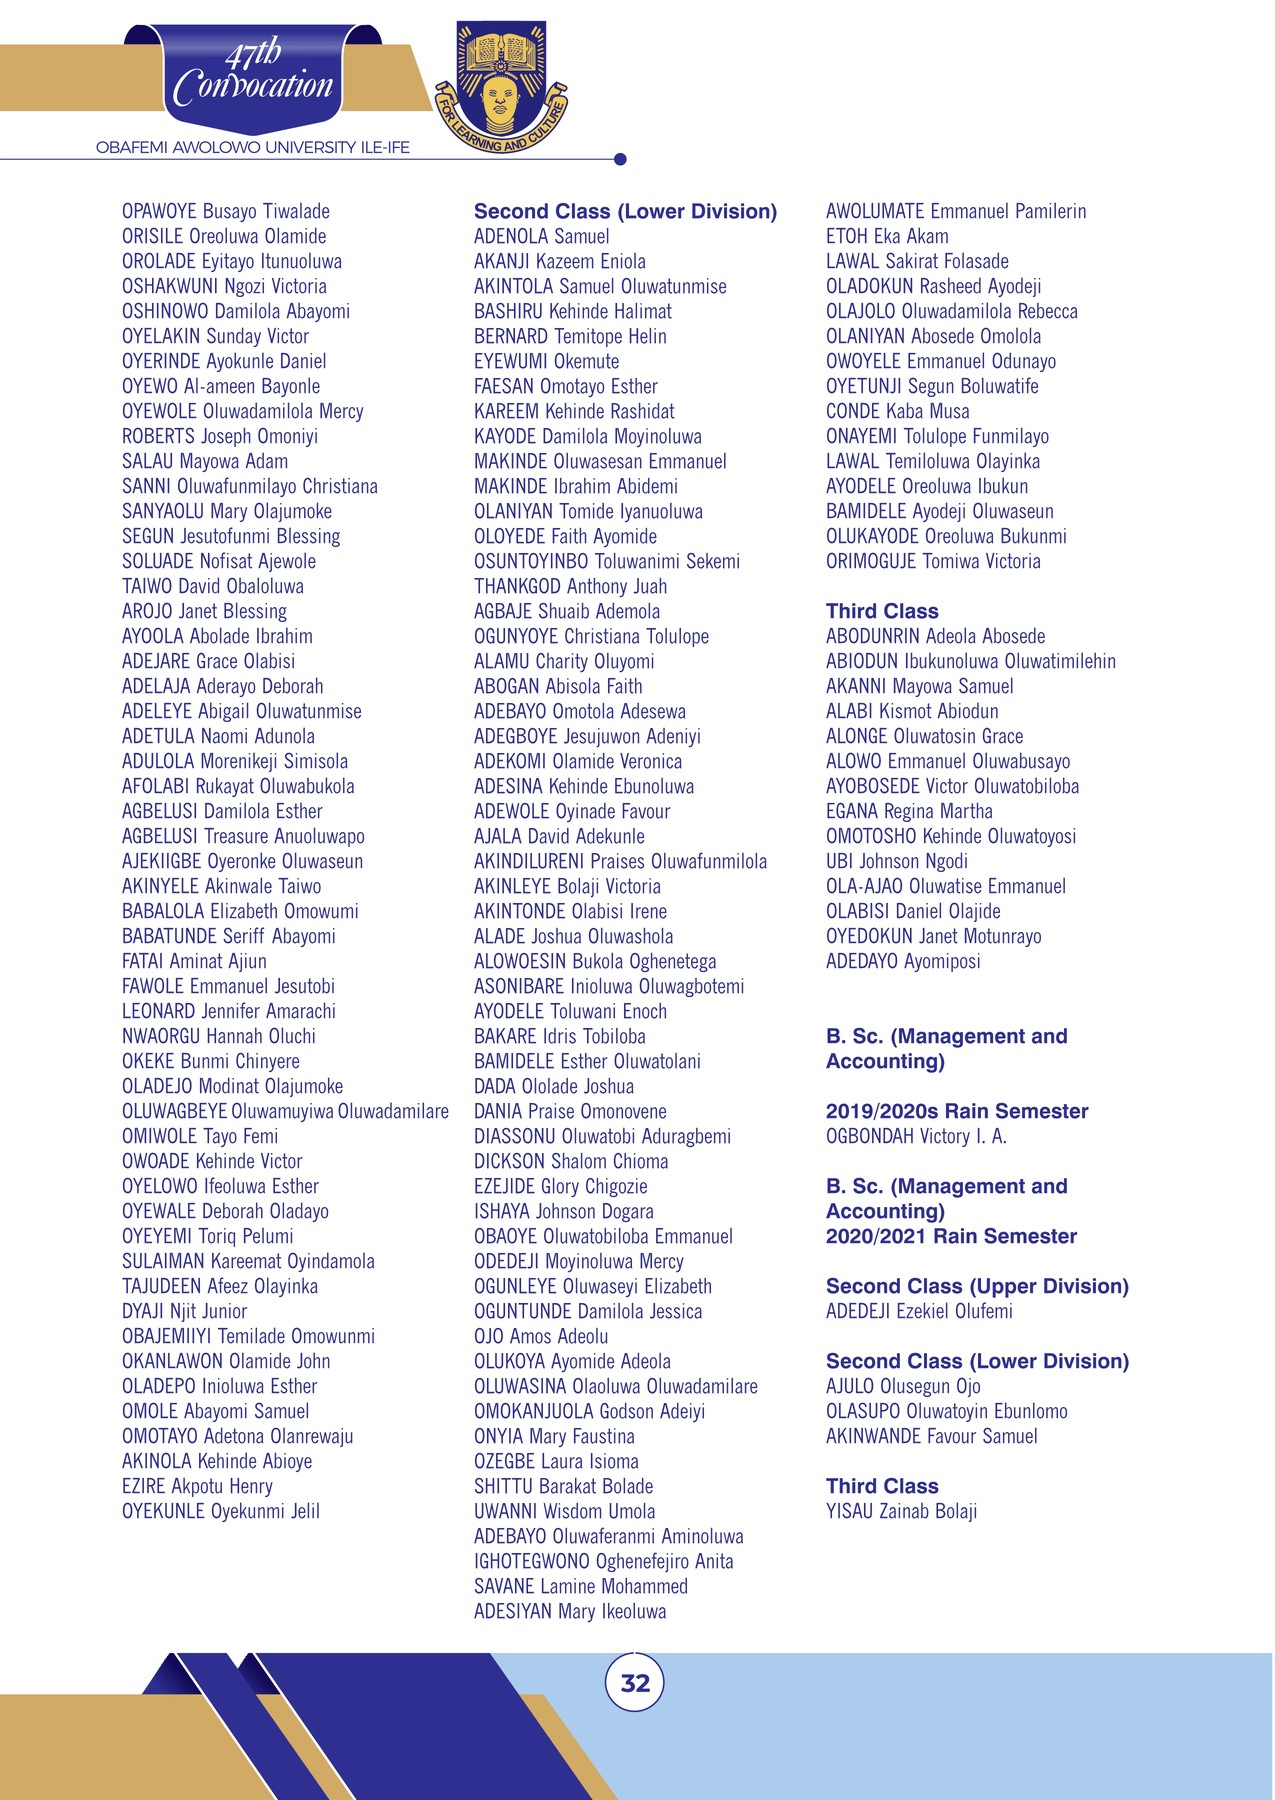 47th
Convocation
FOR LEARNING AND CULTURE
OBAFEMI AWOLOWO UNIVERSITY ILE-IFE
OPAWOYE Busayo Tiwalade
ORISILE Oreoluwa Olamide
OROLADE Eyitayo Itunuoluwa
OSHAKWUNI Ngozi Victoria
OSHINOWO Damilola Abayomi
OYELAKIN Sunday Victor
OYERINDE Ayokunle Daniel
OYEWO Al-ameen Bayonle
OYEWOLE Oluwadamilola Mercy
ROBERTS Joseph Omoniyi
SALAU Mayowa Adam
SANNI Oluwafunmilayo Christiana
SANYAOLU Mary Olajumoke
SEGUN Jesutofunmi Blessing
SOLUADE Nofisat Ajewole
TAIWO David Obaloluwa
AROJO Janet Blessing
AYOOLA Abolade Ibrahim
ADEJARE Grace Olabisi
ADELAJA Aderayo Deborah
ADELEYE Abigail Oluwatunmise
ADETULA Naomi Adunola
ADULOLA Morenikeji Simisola
AFOLABI Rukayat Oluwabukola
AGBELUSI Damilola Esther
AGBELUSI Treasure Anuoluwapo
AJEKIIGBE Oyeronke Oluwaseun
AKINYELE Akinwale Taiwo
BABALOLA Elizabeth Omowumi
BABATUNDE Seriff Abayomi
FATAI Aminat Ajiun
FAWOLE Emmanuel Jesutobi
LEONARD Jennifer Amarachi
NWAORGU Hannah Oluchi
OKEKE Bunmi Chinyere
OLADEJO Modinat Olajumoke
OLUWAGBEYE Oluwamuyiwa Oluwadamilare
OMIWOLE Tayo Femi
OWOADE Kehinde Victor
OYELOWO Ifeoluwa Esther
OYEWALE Deborah Oladayo
OYEYEMI Toriq Pelumi
SULAIMAN Kareemat Oyindamola
TAJUDEEN Afeez Olayinka
DYAJI Njit Junior
OBAJEMIIYI Temilade Omowunmi
OKANLAWON Olamide John
OLADEPO Inioluwa Esther
OMOLE Abayomi Samuel
OMOTAYO Adetona Olanrewaju
AKINOLA Kehinde Abioye
EZIRE Akpotu Henry
OYEKUNLE Oyekunmi Jelil
Second Class (Lower Division)
ADENOLA Samuel
AKANJI Kazeem Eniola
AKINTOLA Samuel Oluwatunmise
BASHIRU Kehinde Halimat
BERNARD Temitope Helin
EYEWUMI Okemute
FAESAN Omotayo Esther
KAREEM Kehinde Rashidat
KAYODE Damilola Moyinoluwa
MAKINDE Oluwasesan Emmanuel
MAKINDE Ibrahim Abidemi
OLANIYAN Tomide Iyanuoluwa
OLOYEDE Faith Ayomide
OSUNTOYINBO Toluwanimi Sekemi
THANKGOD Anthony Juah
AGBAJE Shuaib Ademola
OGUNYOYE Christiana Tolulope
ALAMU Charity Oluyomi
ABOGAN Abisola Faith
ADEBAYO Omotola Adesewa
ADEGBOYE Jesujuwon Adeniyi
ADEKOMI Olamide Veronica
ADESINA Kehinde Ebunoluwa
ADEWOLE Oyinade Favour
AJALA David Adekunle
AKINDILURENI Praises Oluwafunmilola
AKINLEYE Bolaji Victoria
AKINTONDE Olabisi Irene
ALADE Joshua Oluwashola
ALOWOESIN Bukola Oghenetega
ASONIBARE Inioluwa Oluwagbotemi
AYODELE Toluwani Enoch
BAKARE Idris Tobiloba
BAMIDELE Esther Oluwatolani
DADA Ololade Joshua
DANIA Praise Omonovene
DIASSONU Oluwatobi Aduragbemi
DICKSON Shalom Chioma
EZEJIDE Glory Chigozie
ISHAYA Johnson Dogara
OBAOYE Oluwatobiloba Emmanuel
ODEDEJI Moyinoluwa Mercy
OGUNLEYE Oluwaseyi Elizabeth
OGUNTUNDE Damilola Jessica
OJO Amos Adeolu
OLUKOYA Ayomide Adeola
OLUWASINA Olaoluwa Oluwadamilare
OMOKANJUOLA Godson Adeiyi
ONYIA Mary Faustina
OZEGBE Laura Isioma
SHITTU Barakat Bolade
UWANNI Wisdom Umola
ADEBAYO Oluwaferanmi Aminoluwa
IGHOTEGWONO Oghenefejiro Anita
SAVANE Lamine Mohammed
ADESIYAN Mary Ikeoluwa
AWOLUMATE Emmanuel Pamilerin
ETOH Eka Akam
LAWAL Sakirat Folasade
OLADOKUN Rasheed Ayodeji
OLAJOLO Oluwadamilola Rebecca
OLANIYAN Abosede Omolola
OWOYELE Emmanuel Odunayo
OYETUNJI Segun Boluwatife
CONDE Kaba Musa
ONAYEMI Tolulope Funmilayo
LAWAL Temiloluwa Olayinka
AYODELE Oreoluwa Ibukun
BAMIDELE Ayodeji Oluwaseun
OLUKAYODE Oreoluwa Bukunmi
ORIMOGUJE Tomiwa Victoria
Third Class
ABODUNRIN Adeola Abosede
ABIODUN Ibukunoluwa Oluwatimilehin
AKANNI Mayowa Samuel
ALABI Kismot Abiodun
ALONGE Oluwatosin Grace
ALOWO Emmanuel Oluwabusayo
AYOBOSEDE Victor Oluwatobiloba
EGANA Regina Martha
OMOTOSHO Kehinde Oluwatoyosi
UBI Johnson Ngodi
OLA-AJAO Oluwatise Emmanuel
OLABISI Daniel Olajide
OYEDOKUN Janet Motunrayo
ADEDAYO Ayomiposi
B. Sc. (Management and
Accounting)
2019/2020s Rain Semester
OGBONDAH Victory I. A.
B. Sc. (Management and
Accounting)
2020/2021 Rain Semester
Second Class (Upper Division)
ADEDEJI Ezekiel Olufemi
Second Class (Lower Division)
AJULO Olusegun Ojo
OLASUPO Oluwatoyin Ebunlomo
AKINWANDE Favour Samuel
Third Class
YISAU Zainab Bolaji
32